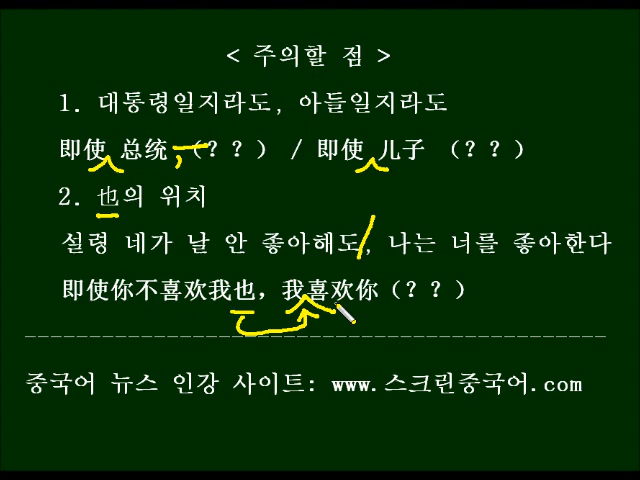 < 주의할 점 >
1. 대통령일지라도, 아들일지라도
即使 总统,（？？） / 即使 儿子 （？？）
2. 也의 위치
설령 네가 날 안 좋아해도, 나는 너를 좋아한다
即使你不喜欢我也，我喜欢你（？？）
중국어 뉴스 인강 사이트: www.스크린중국어.com